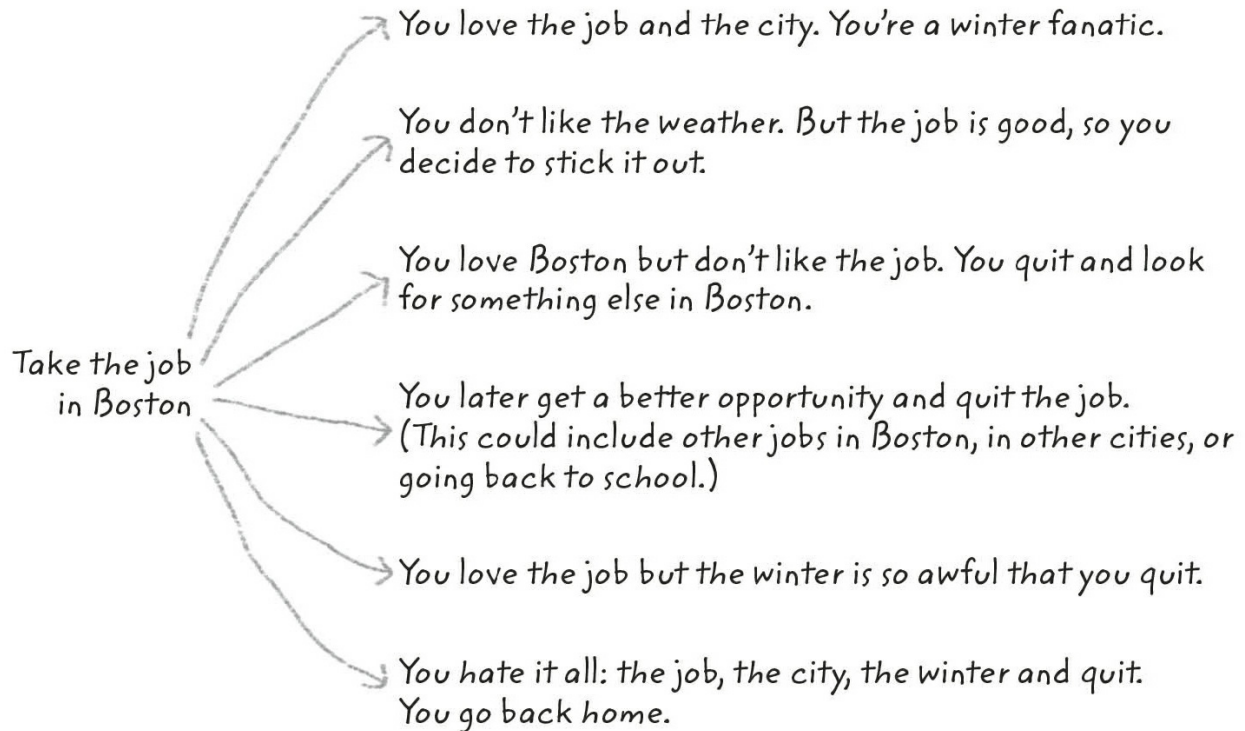 You love the job and the city. You're a winter fanatic.
You don't like the weather. But the job is good, so you
decide to stick it out.
You love Boston but don't like the job. You quit and look
for something else in Boston.
Take the job
in Boston
You later get a better opportunity and quit the job.
(This could include other jobs in Boston, in other cities, or
going back to school.)
You love the job but the winter is so awful that you quit.
You hate it all: the job, the city, the winter and quit.
You go back home.